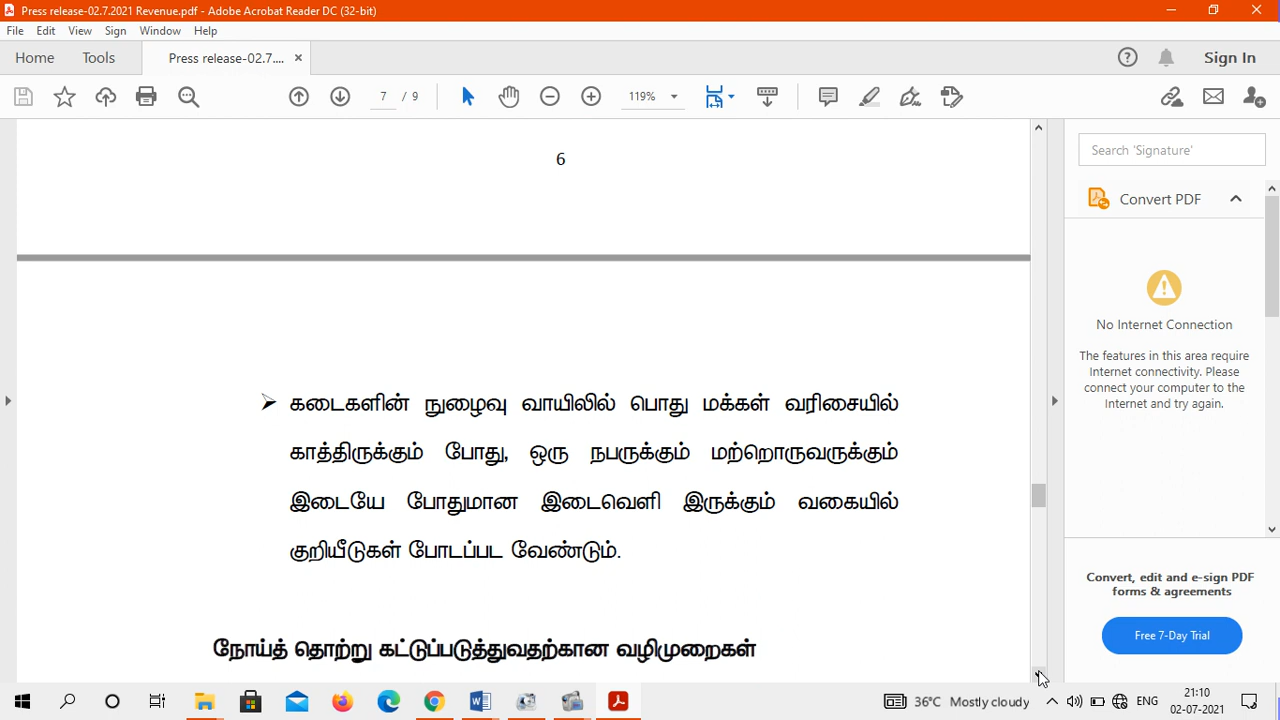 Press release-02.7.2021 Revenue.pdf - Adobe Acrobat Reader DC (32-bit)
File Edit View Sign Window Help
Home Tools Press release-02.7.... × Sign In
7 / 9 119%
6
➢ கடைகளின் நுழைவு வாயிலில் பொது மக்கள் வரிசையில்
காத்திருக்கும் போது, ஒரு நபருக்கும் மற்றொருவருக்கும்
இடையே போதுமான இடைவெளி இருக்கும் வகையில்
குறியீடுகள் போடப்பட வேண்டும்.
நோய்த் தொற்று கட்டுப்படுத்துவதற்கான வழிமுறைகள்
Search 'Signature'
Convert PDF
No Internet Connection
The features in this area require
Internet connectivity. Please
connect your computer to the
Internet and try again.
Convert, edit and e-sign PDF
forms & agreements
Free 7-Day Trial
36°C Mostly cloudy ENG 21:10
02-07-2021